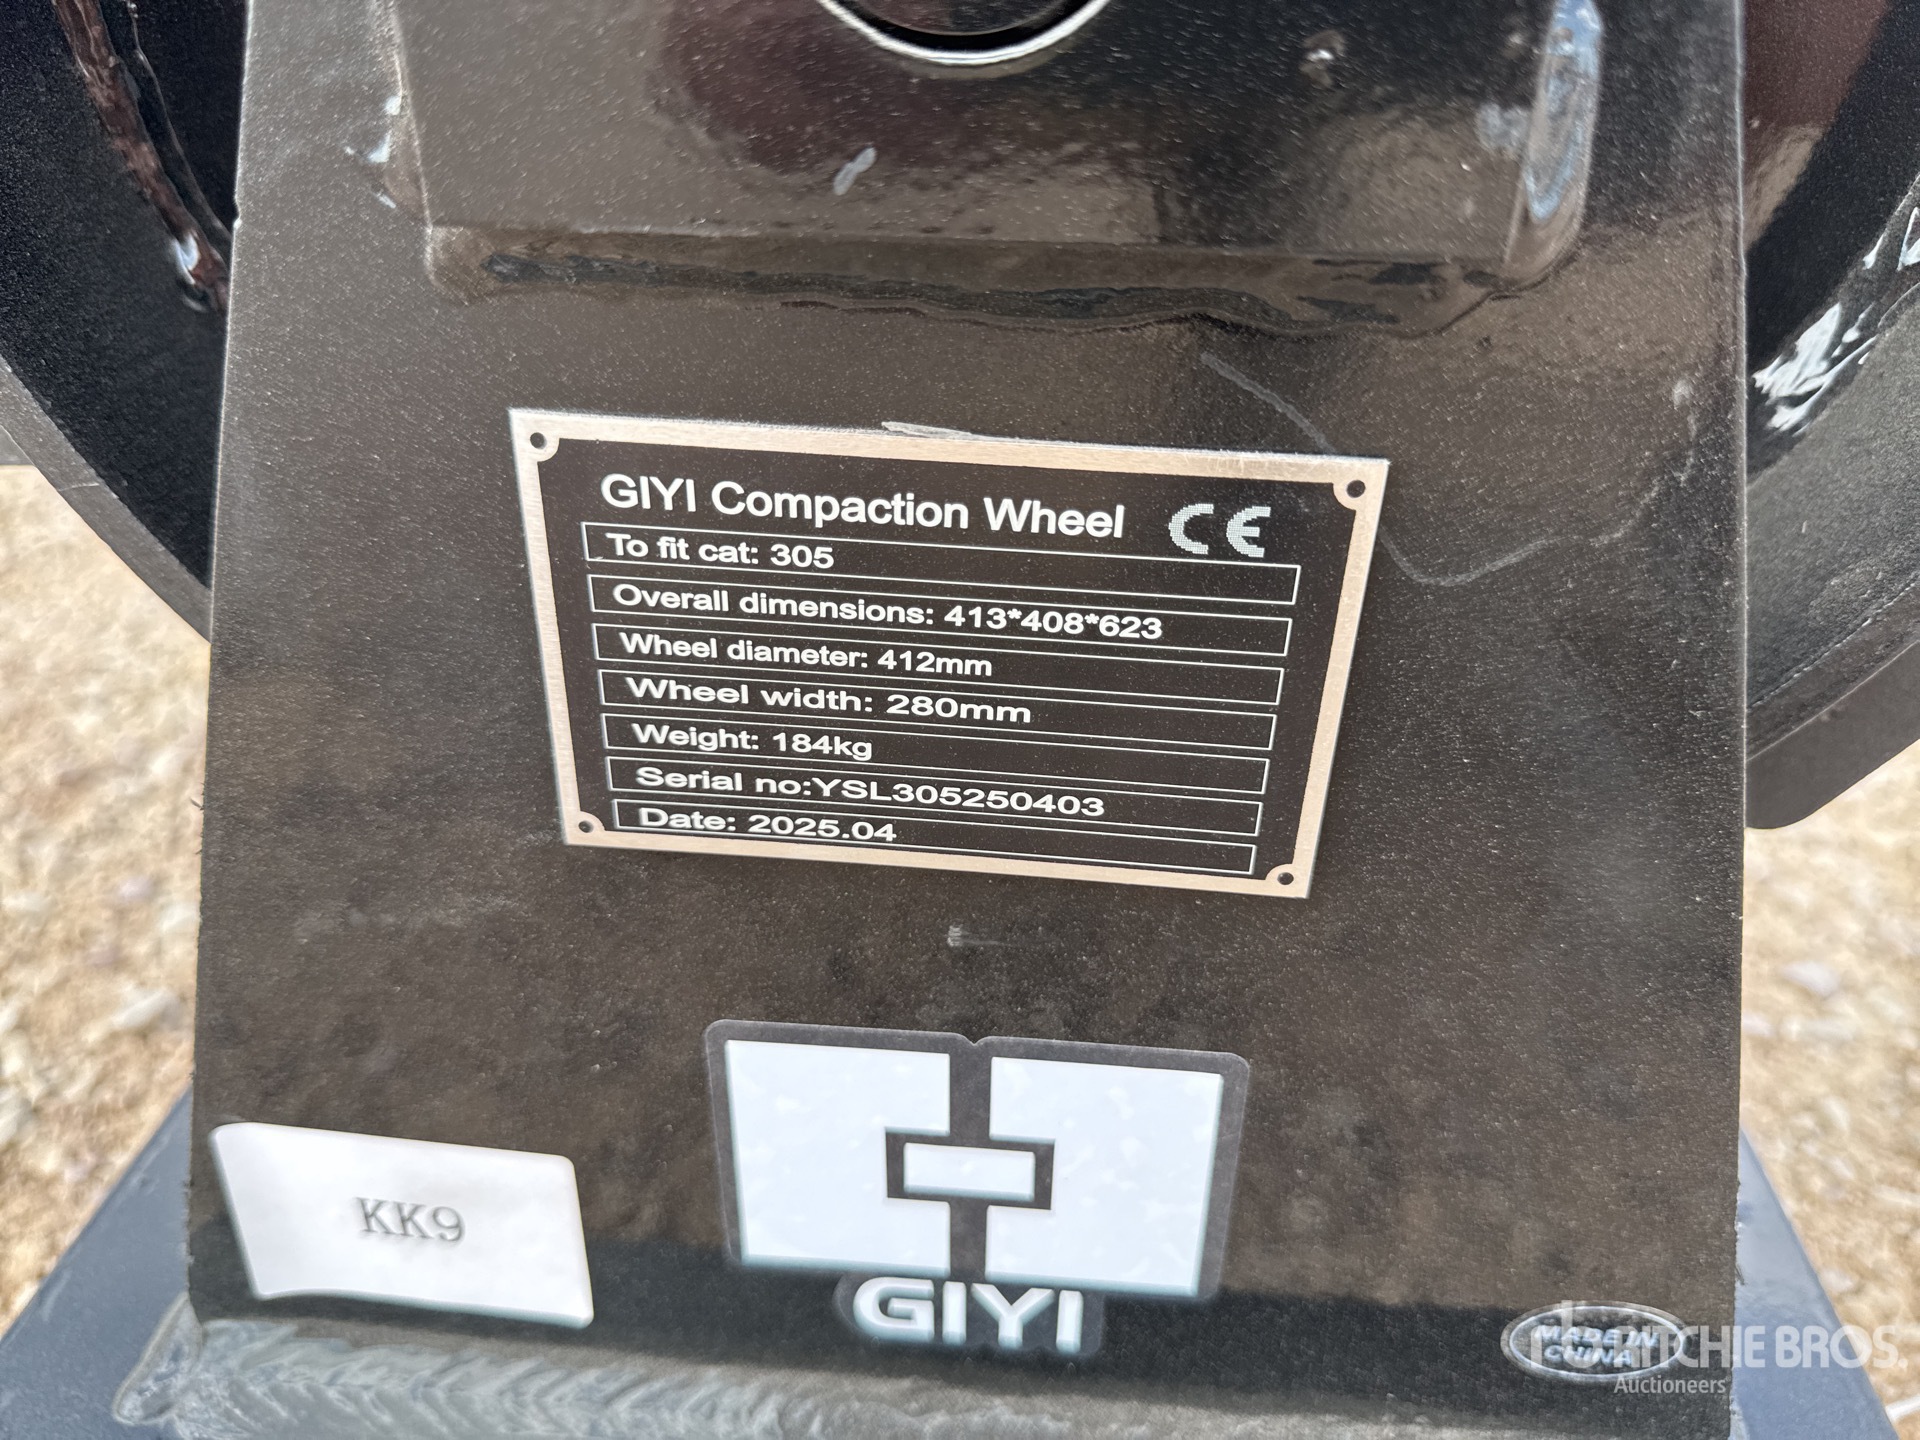 GIYI Compaction Wheel CE
To fit cat: 305
Overall dimensions: 413*408*623
Wheel diameter: 412mm
Wheel width: 280mm
Weight: 184kg
Serial no:YSL305250403
Date: 2025.04
KK9
GIYI
MADE IN
CHINA
RITCHIE BROS.
Auctioneers